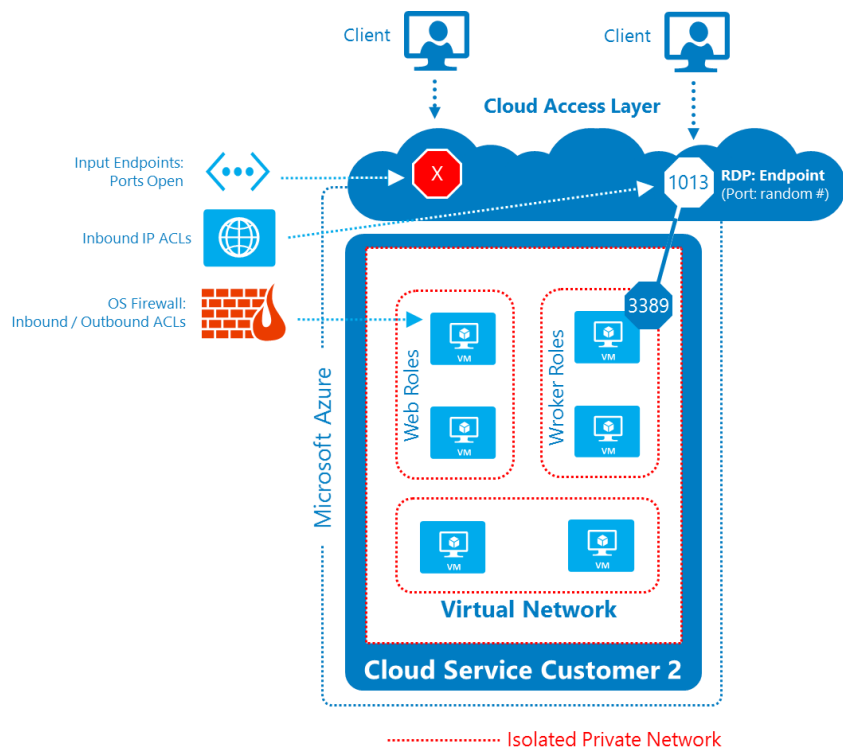 Client
Client
Cloud Access Layer
Input Endpoints:
Ports Open
X
1013
RDP: Endpoint
(Port: random #)
Inbound IP ACLs
OS Firewall:
Inbound / Outbound ACLs
3389
Microsoft Azure
Web Roles
VM
VM
Wroker Roles
VM
VM
VM
VM
Virtual Network
Cloud Service Customer 2
Isolated Private Network